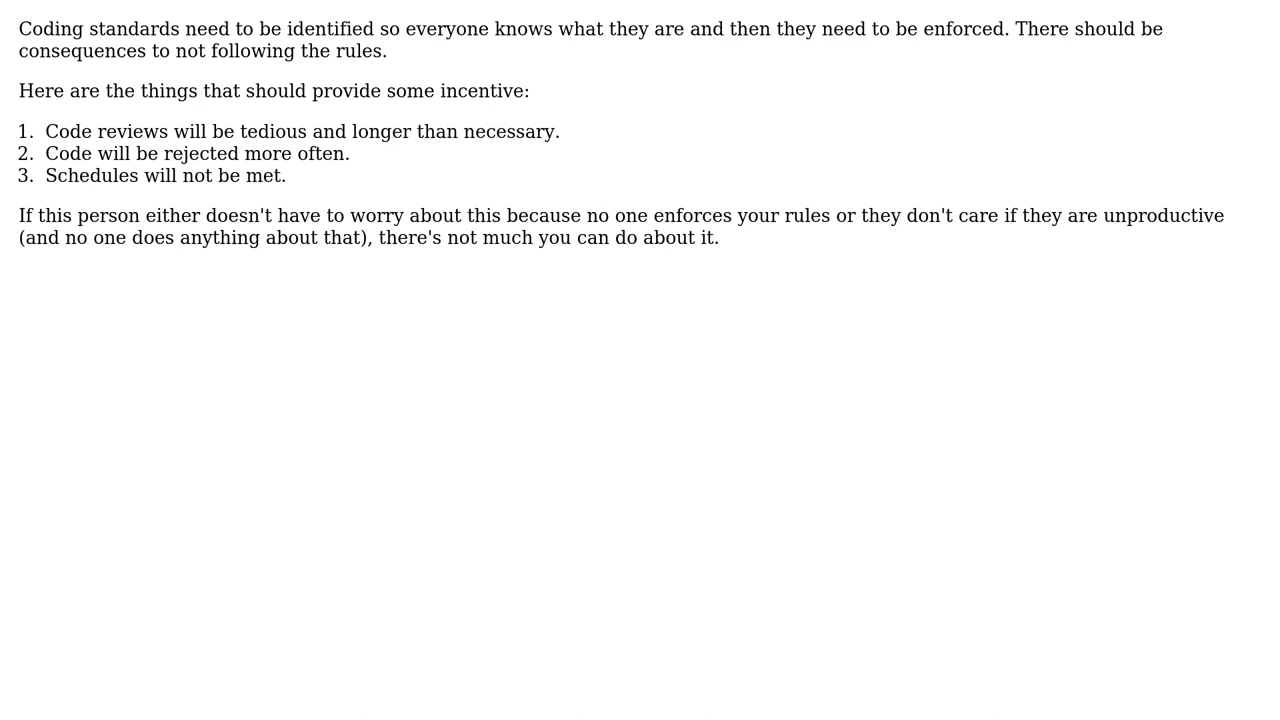 Coding standards need to be identified so everyone knows what they are and then they need to be enforced. There should be
consequences to not following the rules.
Here are the things that should provide some incentive:
1. Code reviews will be tedious and longer than necessary.
2. Code will be rejected more often.
3. Schedules will not be met.
If this person either doesn't have to worry about this because no one enforces your rules or they don't care if they are unproductive
(and no one does anything about that), there's not much you can do about it.